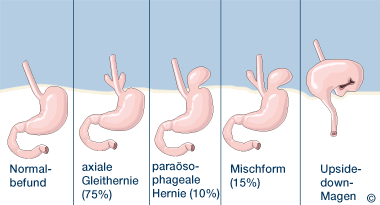 Normal-
befund
axiale
Gleithernie
(75%)
paraöso-
phageale
Hernie (10%)
Mischform
(15%)
Upside-
down-
Magen
©